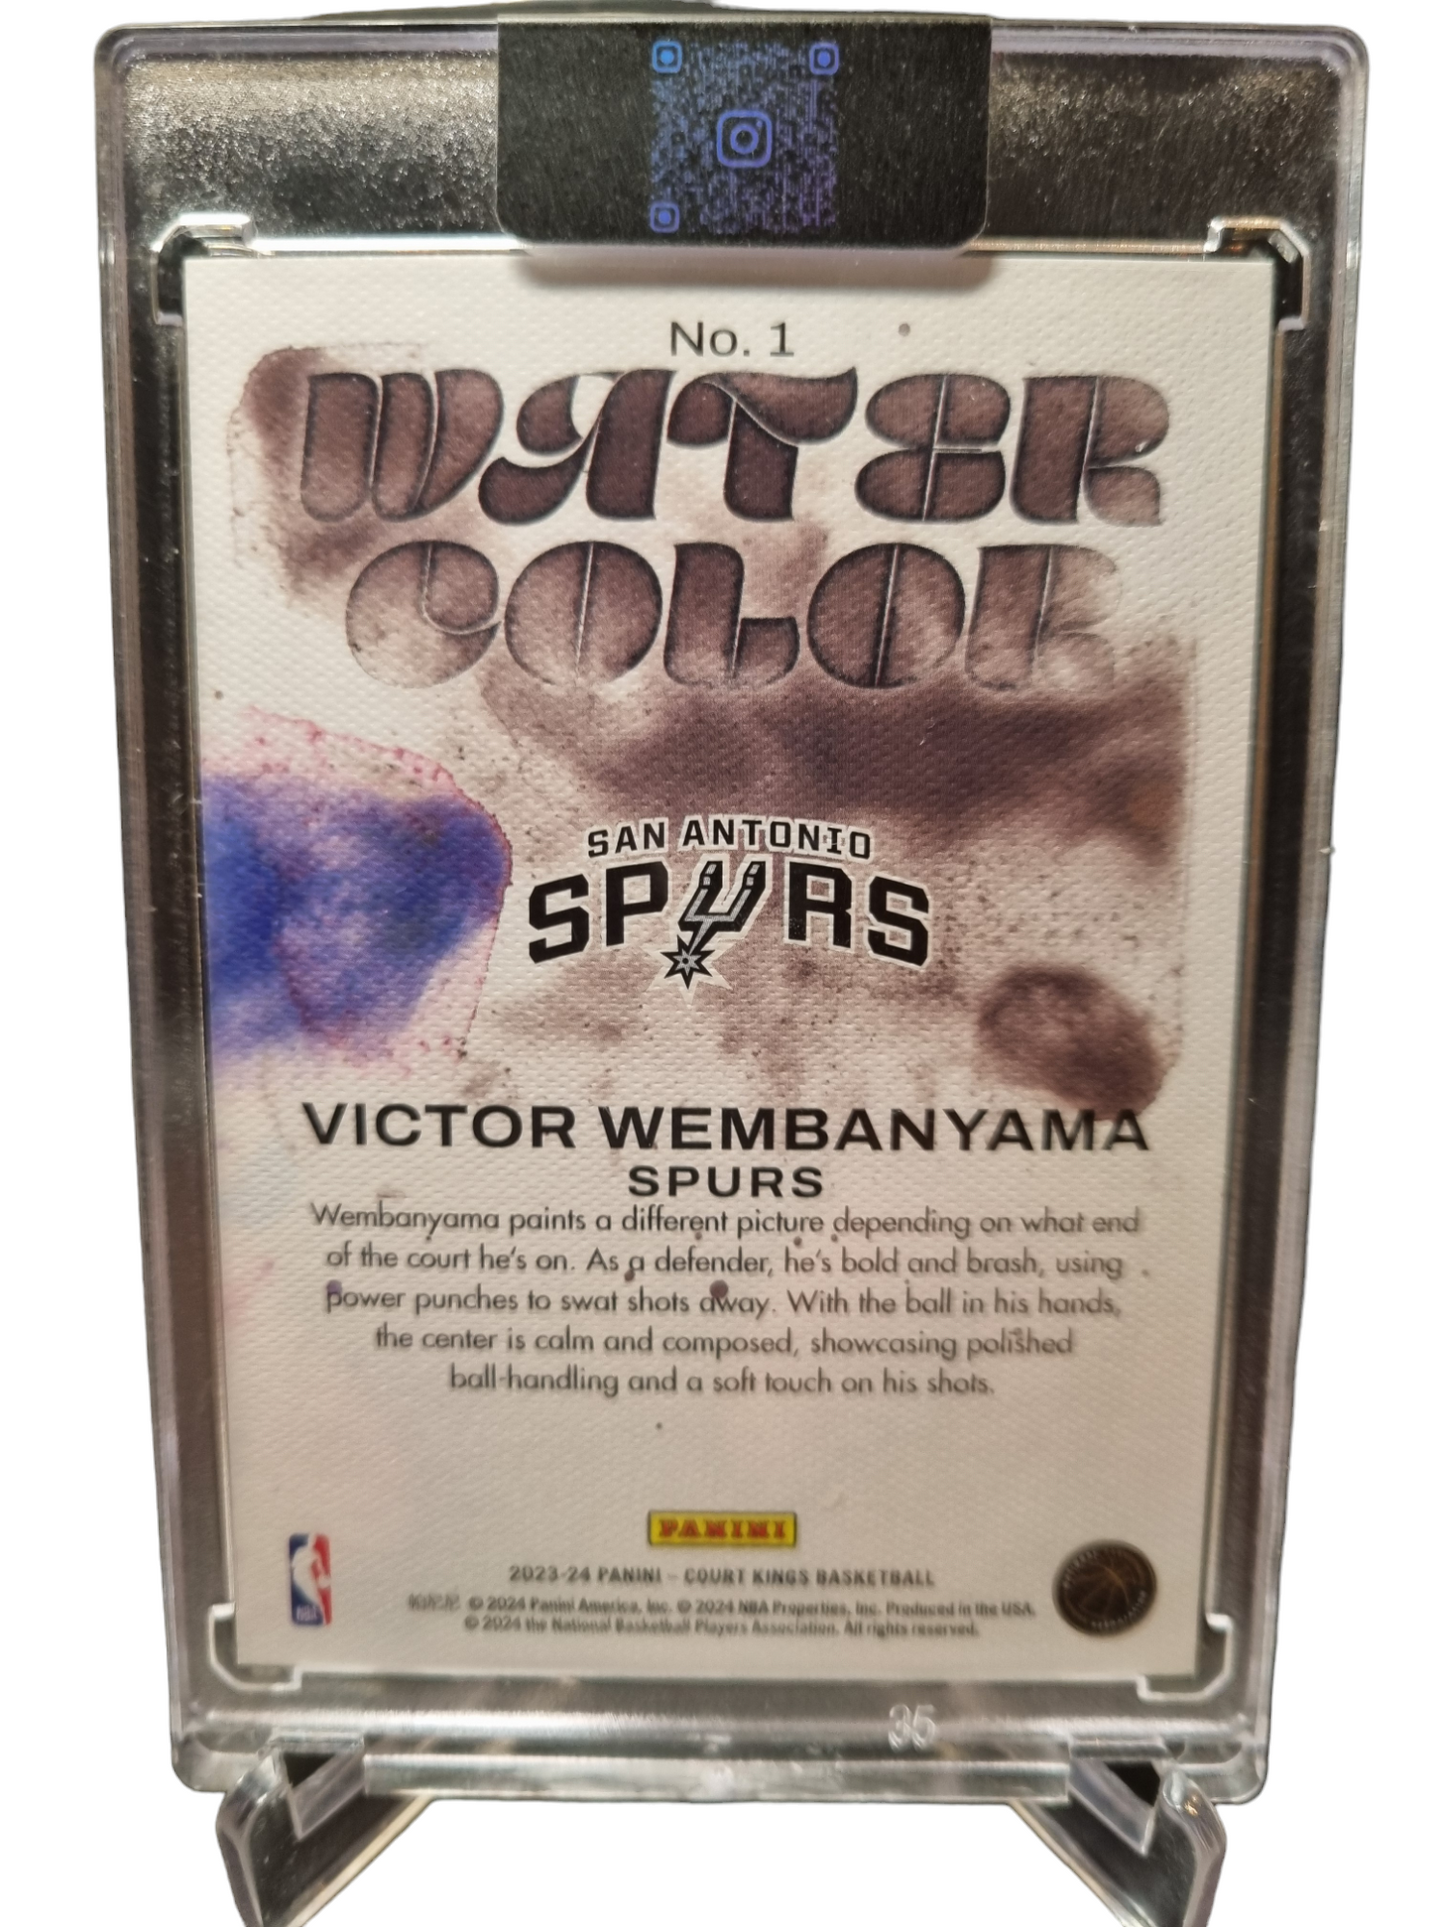 No. 1
WATER
COLOR
SAN ANTONIO
SPURS
VICTOR WEMBANYAMA
SPURS
Wembanyama paints a different picture depending on what end
of the court he's on. As a defender, he's bold and brash, using
power punches to swat shots away. With the ball in his hands,
the center is calm and composed, showcasing polished
ball-handling and a soft touch on his shots.
PANINI
2023-24 PANINI - COURT KINGS BASKETBALL
© 2024 Panini America, Inc. © 2024 NBA Properties, Inc. Produced in the USA.
© 2024 the National Basketball Players Association. All rights reserved.
NBA
35